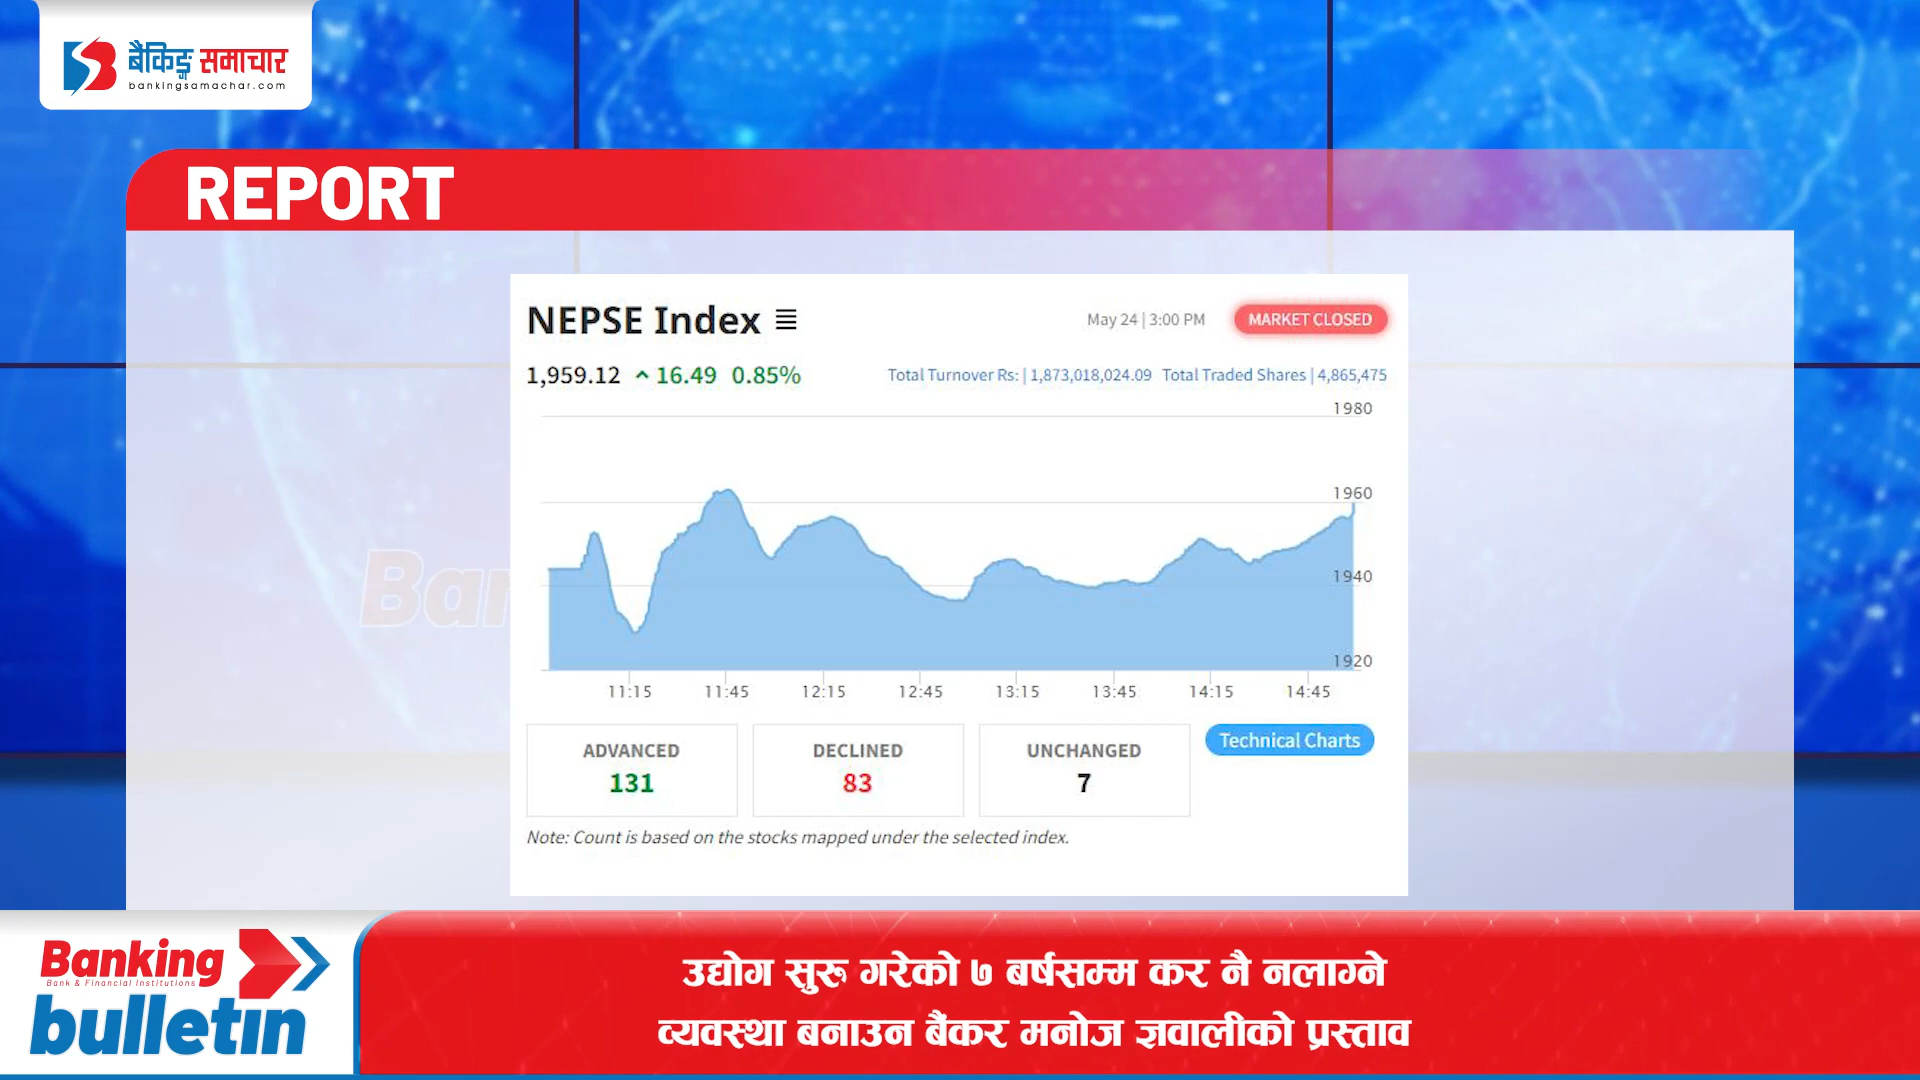 बैंकिङ्ग समाचार
bankingsamachar.com
REPORT
NEPSE Index
May 24 | 3:00 PM
MARKET CLOSED
1,959.12 16.49 0.85%
Total Turnover Rs: | 1,873,018,024.09 Total Traded Shares | 4,865,475
1980
1960
1940
1920
11:15 11:45 12:15 12:45 13:15 13:45 14:15 14:45
ADVANCED
131
DECLINED
83
UNCHANGED
7
Technical Charts
Note: Count is based on the stocks mapped under the selected index.
Banking
Bank & Financial Institutions
bulletin
उद्योग सुरु गरेको ७ बर्षसम्म कर नै नलाग्ने
व्यवस्था बनाउन बैंकर मनोज ज्ञवालीको प्रस्ताव